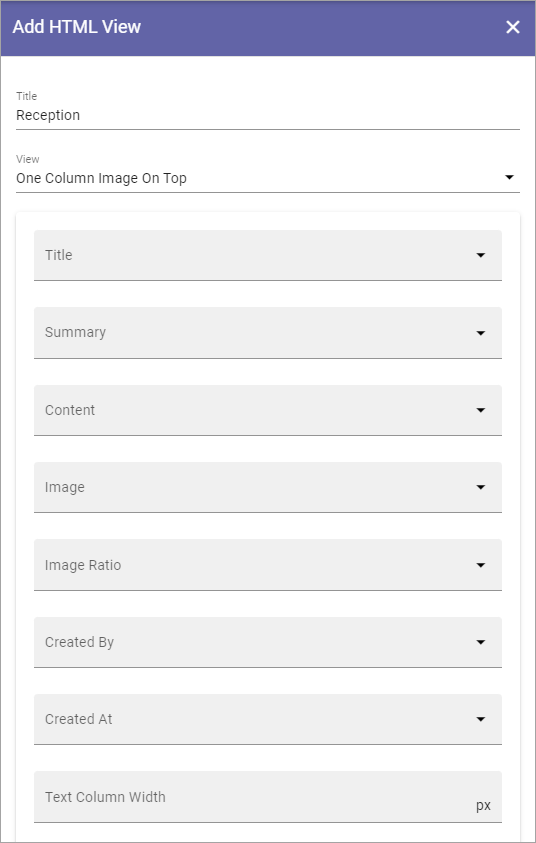 Add HTML View
Title
Reception
View
One Column Image On Top
Title
Summary
Content
Image
Image Ratio
Created By
Created At
Text Column Width
px